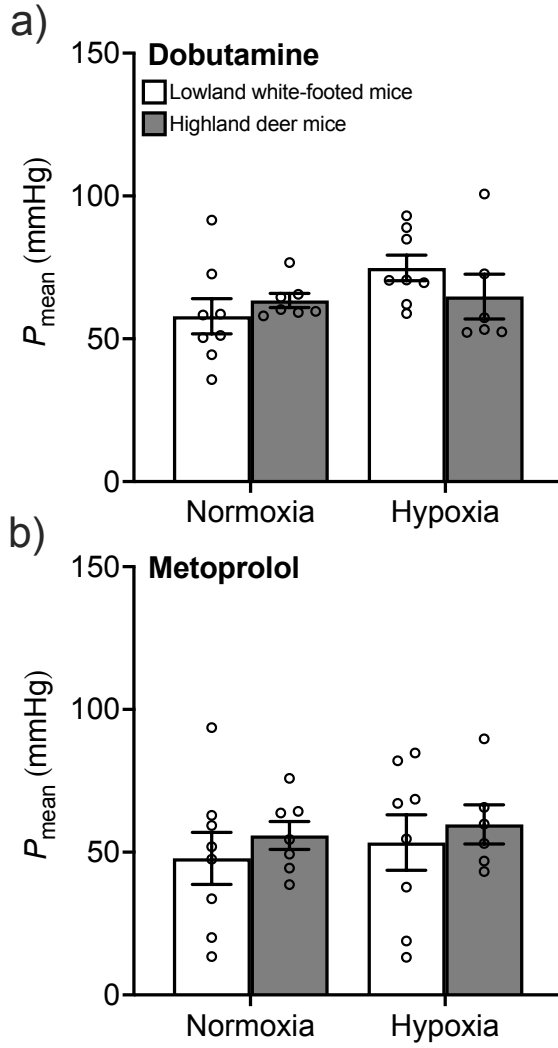 a)
150
Dobutamine
Lowland white-footed mice
Highland deer mice
100
50
0
Pmean (mmHg)
Normoxia Hypoxia
b)
150
Metoprolol
100
50
0
Pmean (mmHg)
Normoxia Hypoxia